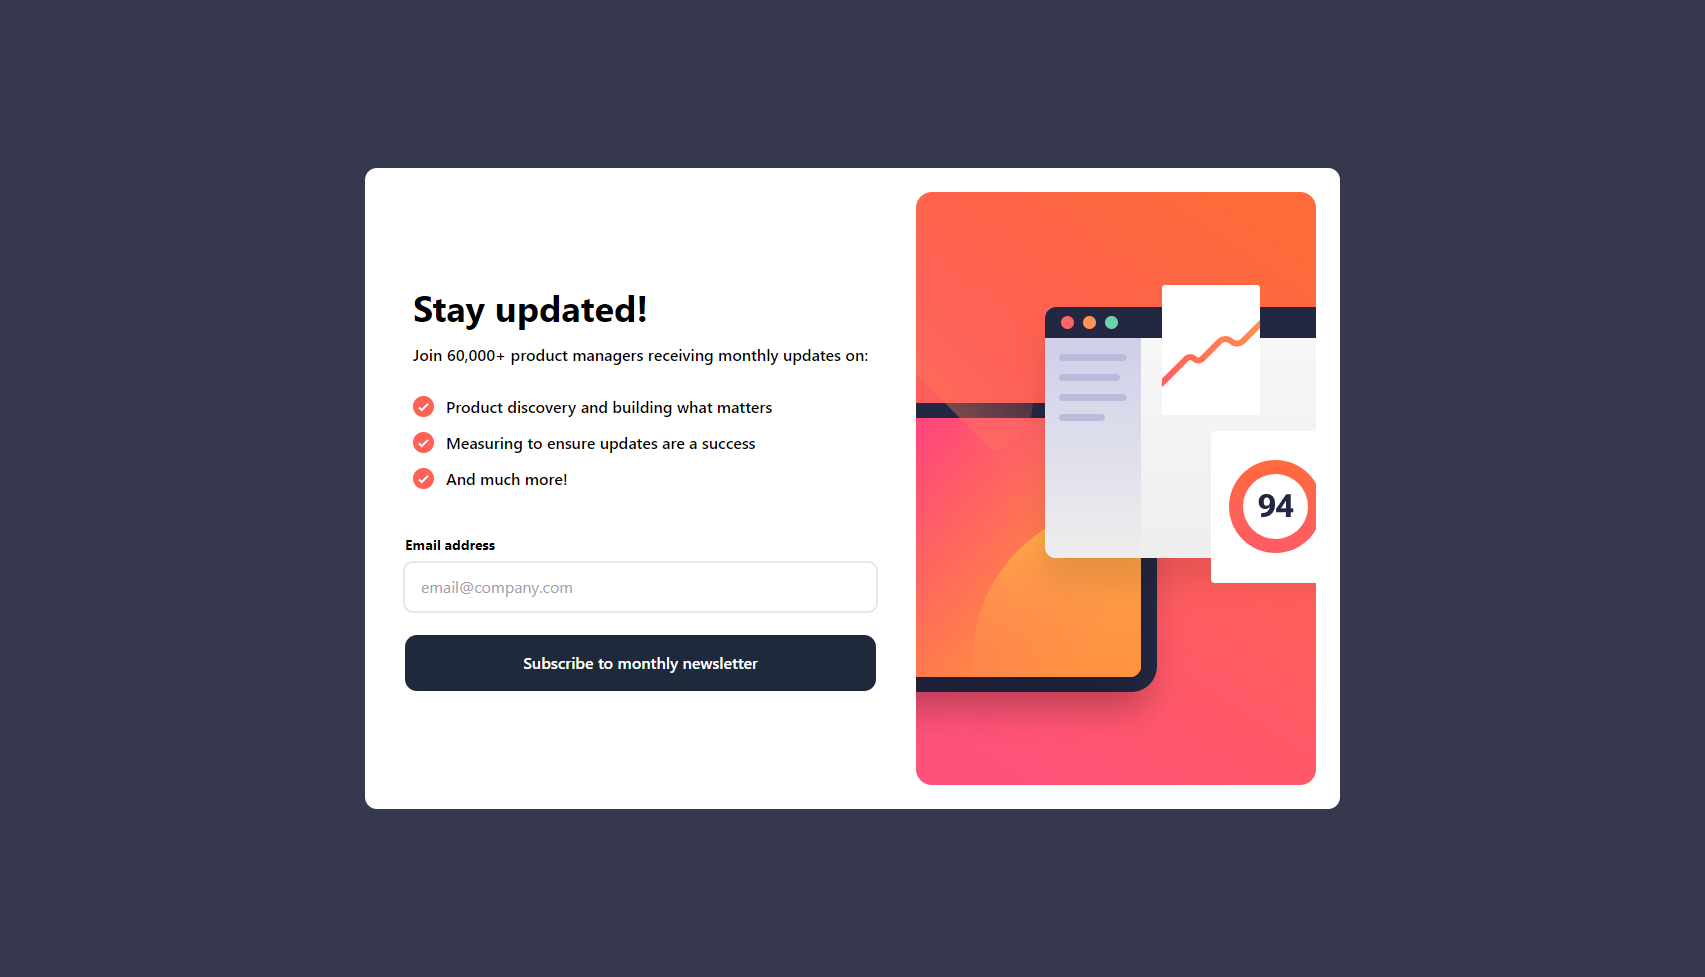 Stay updated!
Join 60,000+ product managers receiving monthly updates on:
Product discovery and building what matters
Measuring to ensure updates are a success
And much more!
Email address
email@company.com
Subscribe to monthly newsletter
94